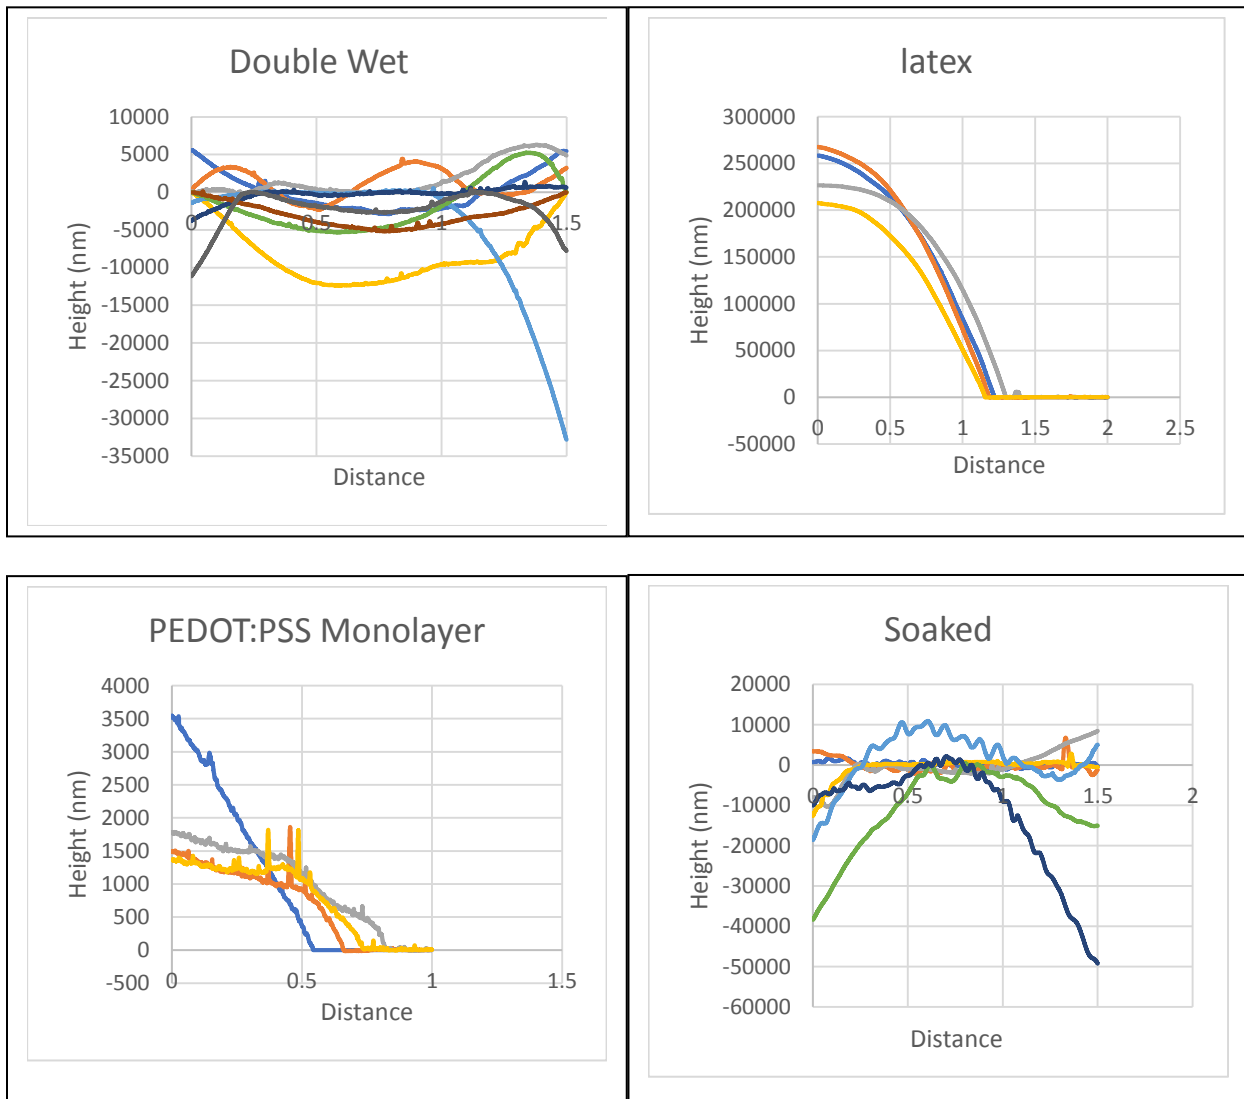 Double Wet
10000
5000
0
-5000
-10000
-15000
-20000
-25000
-30000
-35000
0 0.5 1 1.5
Height (nm)
Distance
latex
300000
250000
200000
150000
100000
50000
0
-50000
0 0.5 1 1.5 2 2.5
Height (nm)
Distance
PEDOT:PSS Monolayer
4000
3500
3000
2500
2000
1500
1000
500
0
-500
0 0.5 1 1.5
Height (nm)
Distance
Soaked
20000
10000
0
-10000
-20000
-30000
-40000
-50000
-60000
0 0.5 1 1.5 2
Height (nm)
Distance